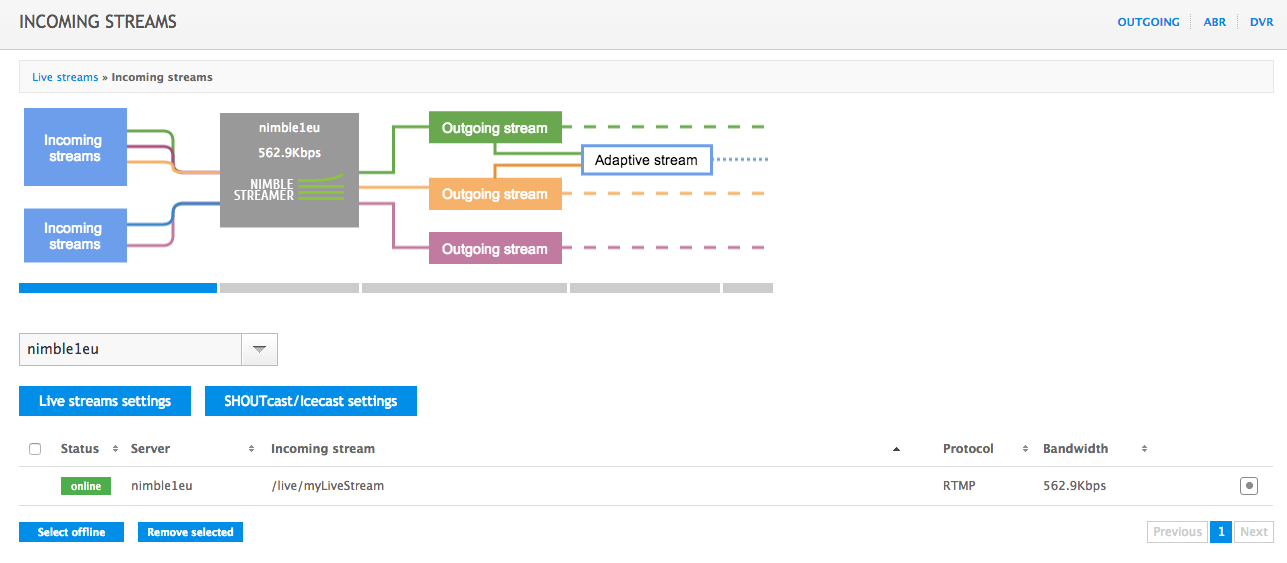 INCOMING STREAMS
OUTGOING ABR DVR
Live streams » Incoming streams
Incoming
streams
nimble1eu
562.9Kbps
NIMBLE
STREAMER
Outgoing stream
Adaptive stream
Outgoing stream
Incoming
streams
Outgoing stream
nimble1eu
Live streams settings SHOUTcast/Icecast settings
Status Server Incoming stream Protocol Bandwidth
online nimble1eu /live/myLiveStream RTMP 562.9Kbps
Select offline Remove selected Previous 1 Next